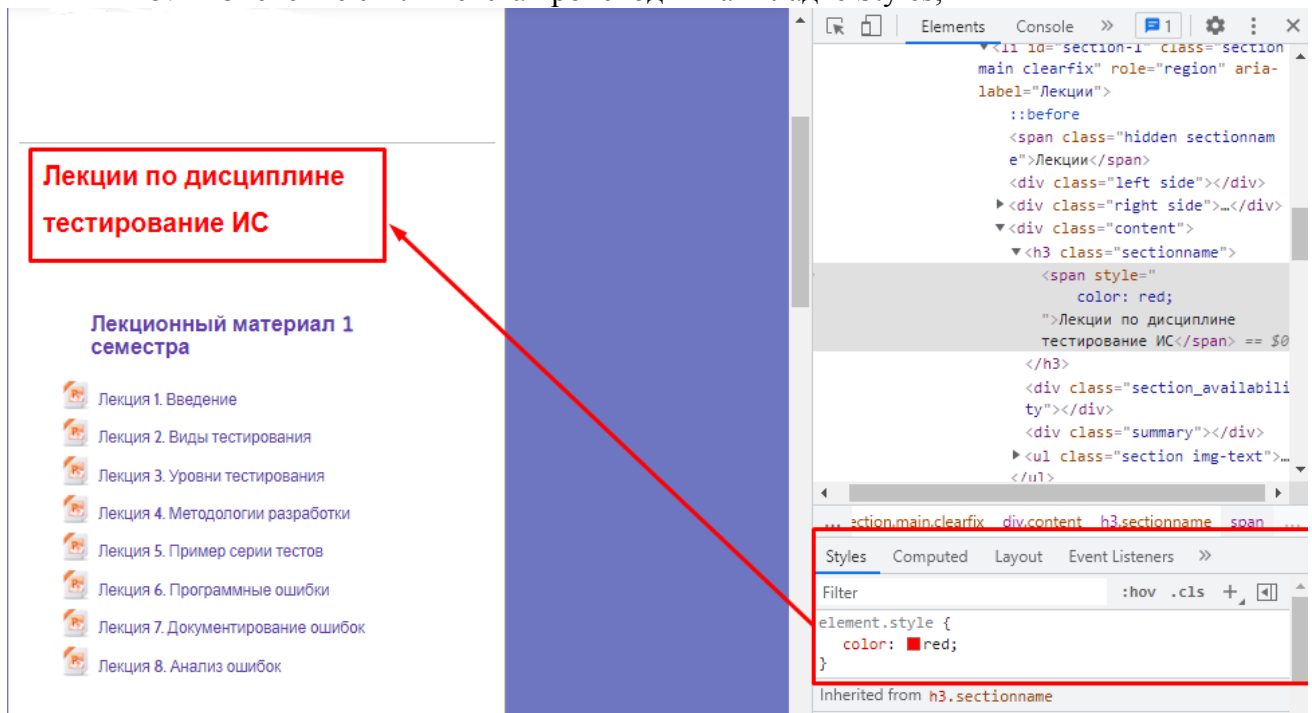 Styles;
Лекции по дисциплине
тестирование ИС
Лекционный материал 1
семестра
Лекция 1. Введение
Лекция 2. Виды тестирования
Лекция 3. Уровни тестирования
Лекция 4. Методологии разработки
Лекция 5. Пример серии тестов
Лекция 6. Программные ошибки
Лекция 7. Документирование ошибок
Лекция 8. Анализ ошибок
Elements Console » 1
▼<li id="section-1" class="section
main clearfix" role="region" aria-
label="Лекции">
::before
<span class="hidden sectionnam
e">Лекции</span>
<div class="left side"></div>
▶<div class="right side">…</div>
▼<div class="content">
▼<h3 class="sectionname">
<span style="
color: red;
">Лекции по дисциплине
тестирование ИС</span> == $0
</h3>
<div class="section_availabili
ty"></div>
<div class="summary"></div>
▶<ul class="section img-text">…
</ul>
... ection.main.clearfix div.content h3.sectionname span ...
Styles Computed Layout Event Listeners »
Filter :hov .cls +
element.style {
color: red;
}
Inherited from h3.sectionname